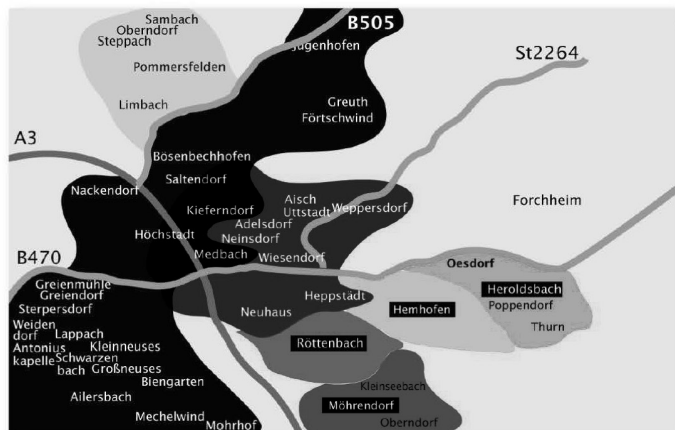 Sambach
Oberndorf
Steppach
B505
Jugenhofen
St2264
Pommersfelden
Limbach
Greuth
Förtschwind
A3
Bösenbechhofen
Saltendorf
Nackendorf
Aisch
Uttstadt
Weppersdorf
Forchheim
Kieferndorf
Adelsdorf
Neinsdorf
Höchstadt
Medbach
Wiesendorf
B470
Oesdorf
Greienmühle
Greiendorf
Sterpersdorf
Heppstädt
Hemhofen
Heroldsbach
Poppendorf
Neuhaus
Thurn
Weiden
dorf
Lappach
Antonius
kapelle
Kleinneuses
Schwarzen
bach
Großneuses
Röttenbach
Biengarten
Kleinseebach
Ailersbach
Möhrendorf
Mechelwind
Mohrhof
Oberndorf